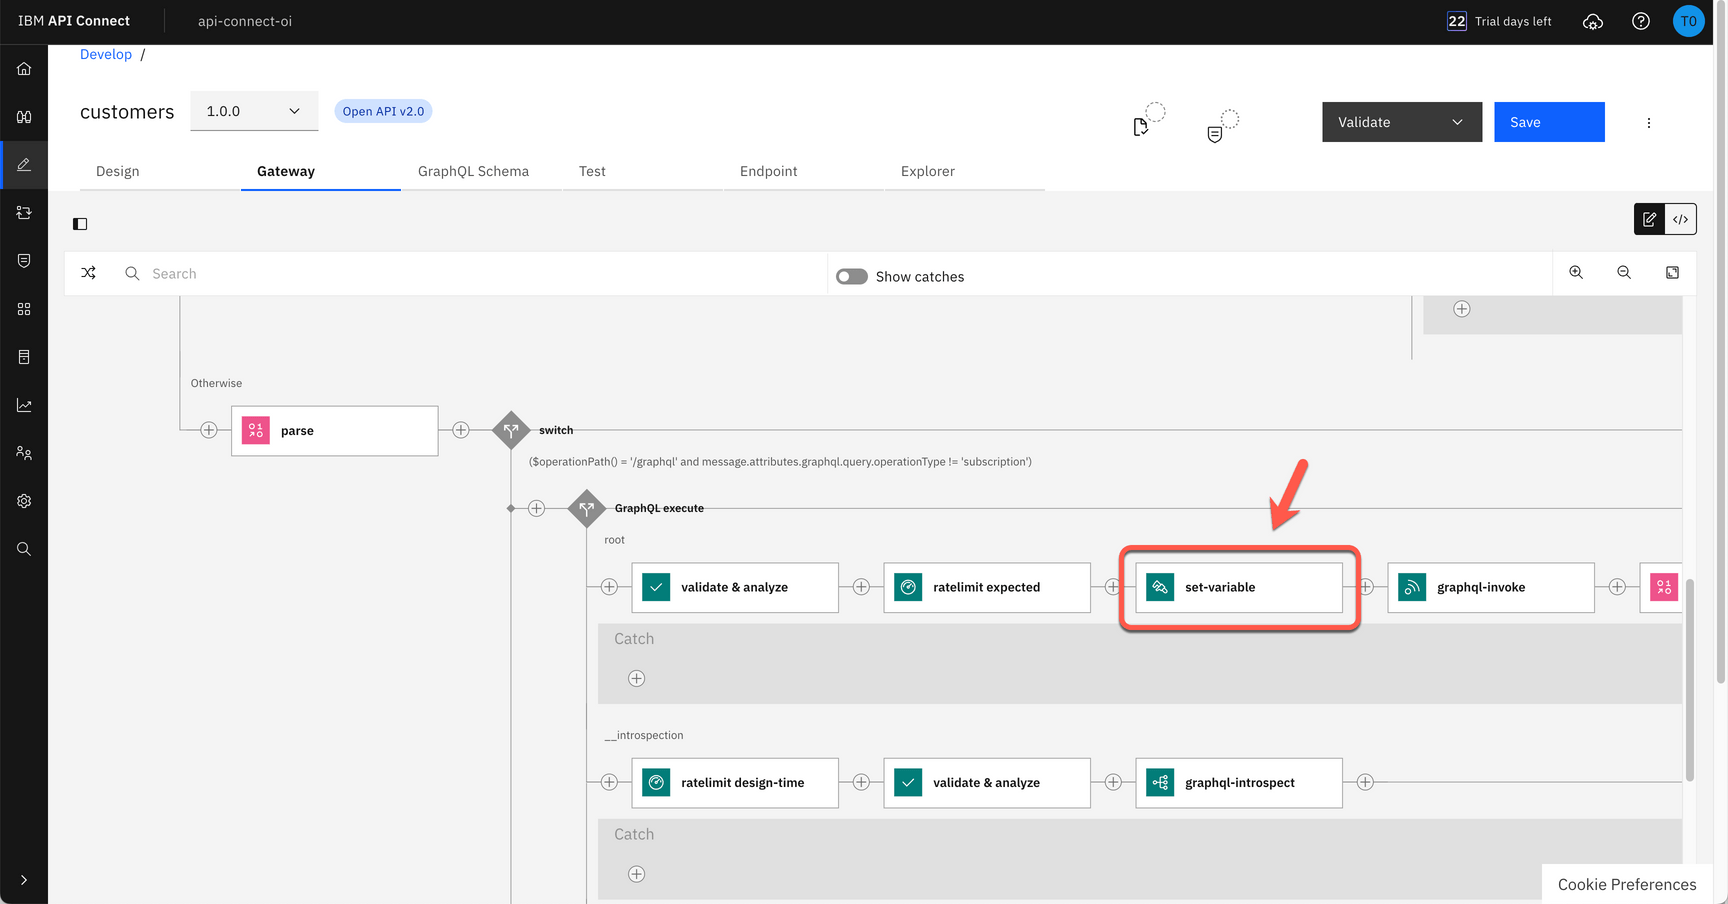 IBM API Connect
api-connect-oi
22 Trial days left
TO
Develop /
customers
1.0.0
Open API v2.0
Validate
Save
Design
Gateway
GraphQL Schema
Test
Endpoint
Explorer
Search
Show catches
Otherwise
parse
switch
($operationPath() = '/graphql' and message.attributes.graphql.query.operationType != 'subscription')
GraphQL execute
root
validate & analyze
ratelimit expected
set-variable
graphql-invoke
Catch
__introspection
ratelimit design-time
validate & analyze
graphql-introspect
Catch
Cookie Preferences